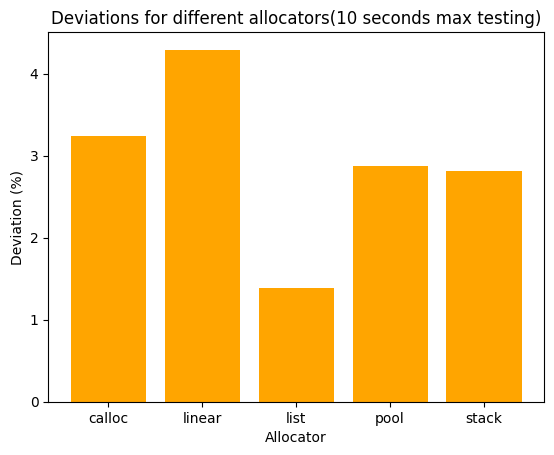 Deviations for different allocators(10 seconds max testing)
4
3
2
1
0
Deviation (%)
calloc linear list pool stack
Allocator